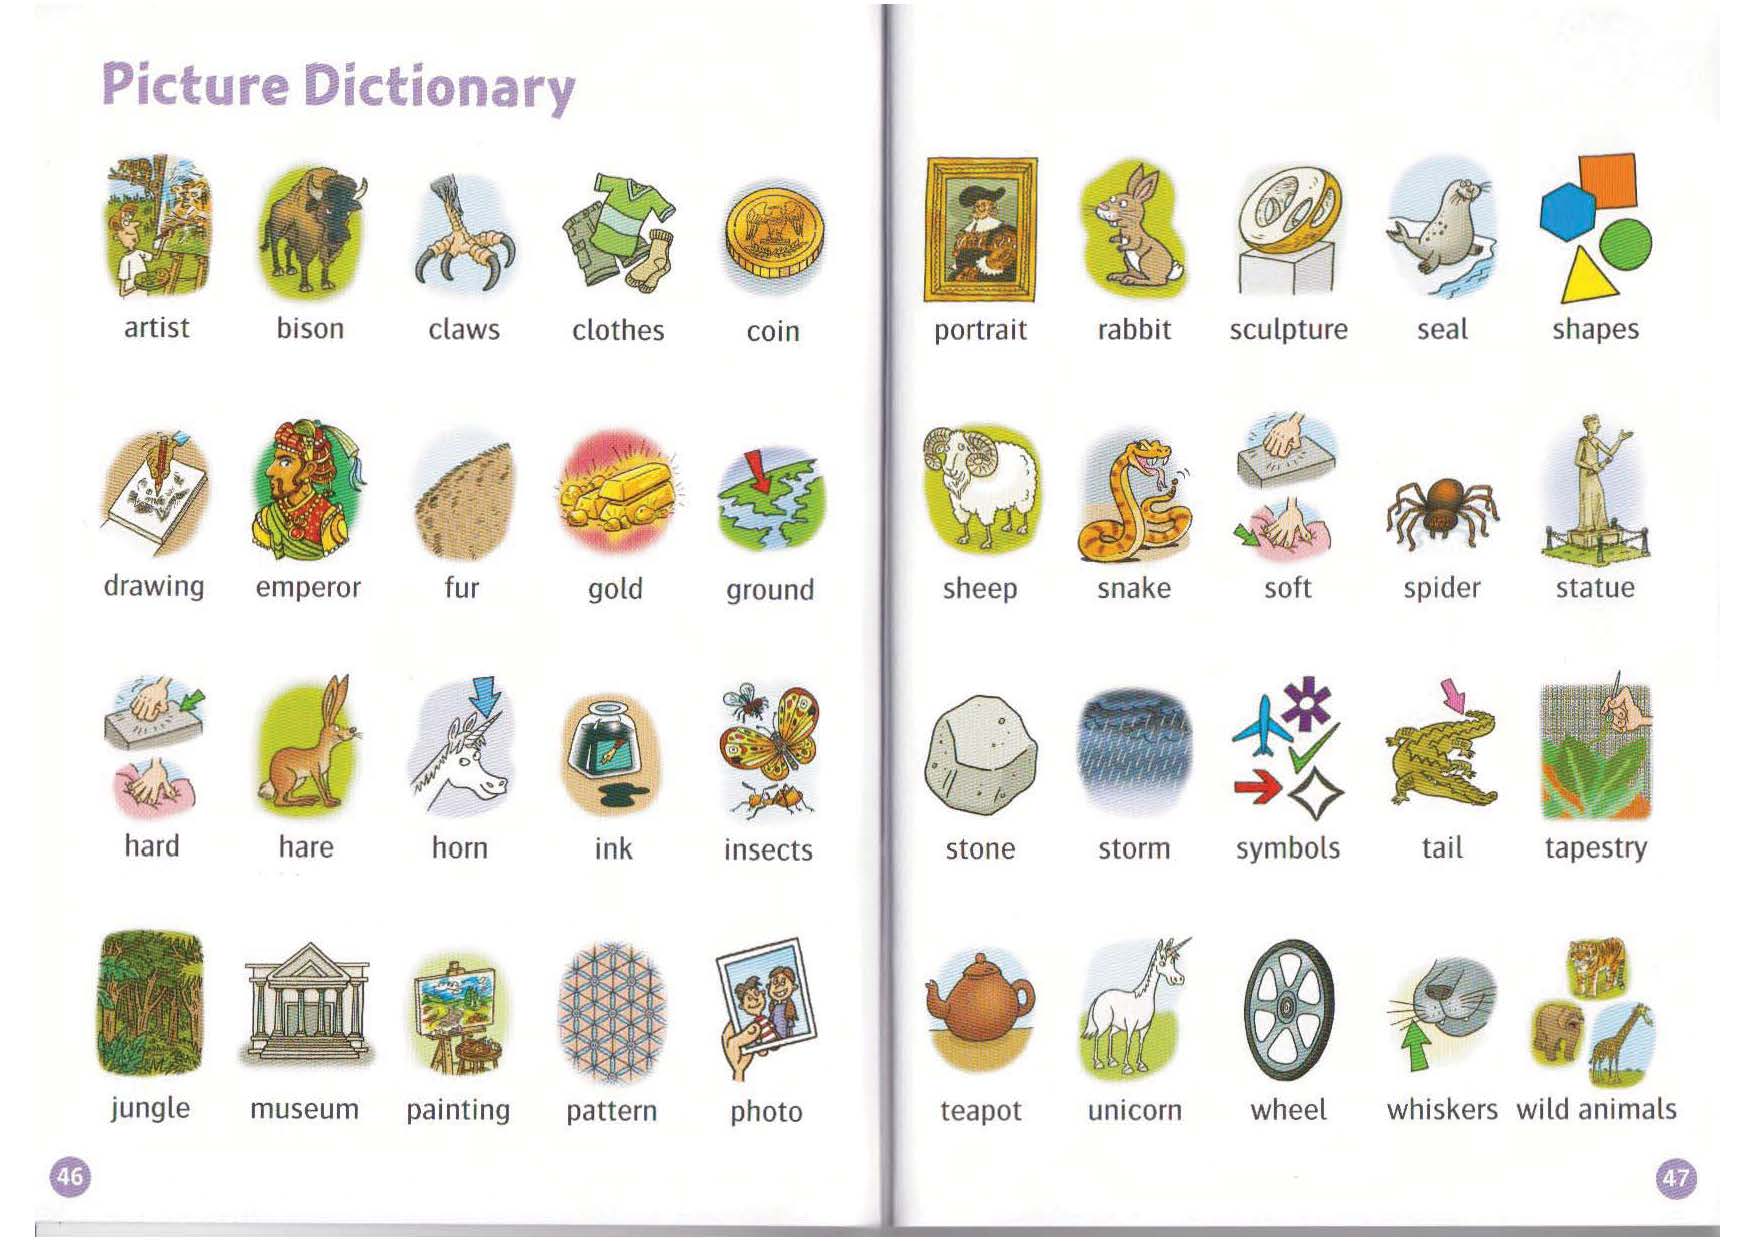 Picture Dictionary
artist bison claws clothes coin
drawing emperor fur gold ground
hard hare horn ink insects
jungle museum painting pattern photo
46
portrait rabbit sculpture seal shapes
sheep snake soft spider statue
stone storm symbols tail tapestry
teapot unicorn wheel whiskers wild animals
47